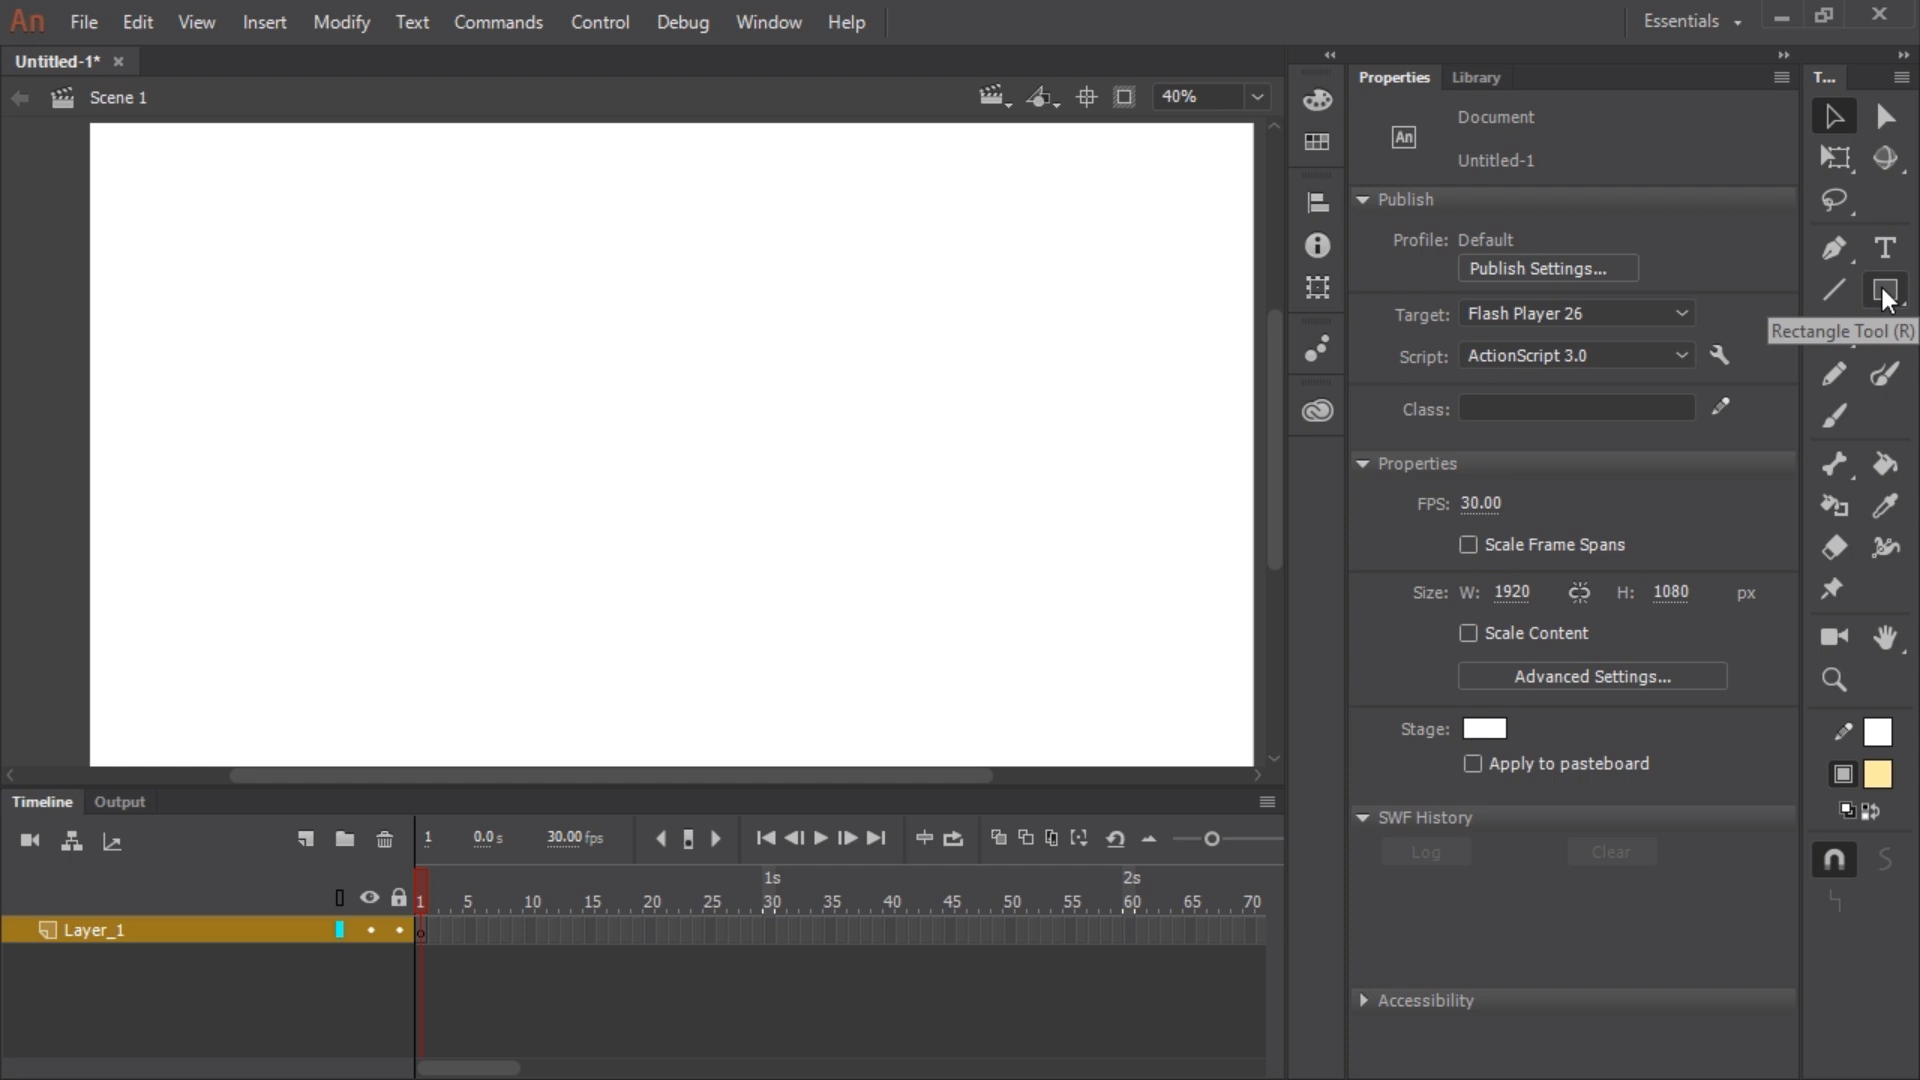 An File Edit View Insert Modify Text Commands Control Debug Window Help Essentials
Untitled-1*
Scene 1
40%
Properties Library
T...
Document
An
Untitled-1
Publish
Profile: Default
Publish Settings...
Target: Flash Player 26
Rectangle Tool (R)
Script: ActionScript 3.0
Class:
Properties
FPS: 30.00
Scale Frame Spans
Size: W: 1920 H: 1080 px
Scale Content
Advanced Settings...
Stage:
Apply to pasteboard
SWF History
Log Clear
Accessibility
Timeline Output
1 0.0 s 30.00 fps
1s 2s
1 5 10 15 20 25 30 35 40 45 50 55 60 65 70
Layer_1